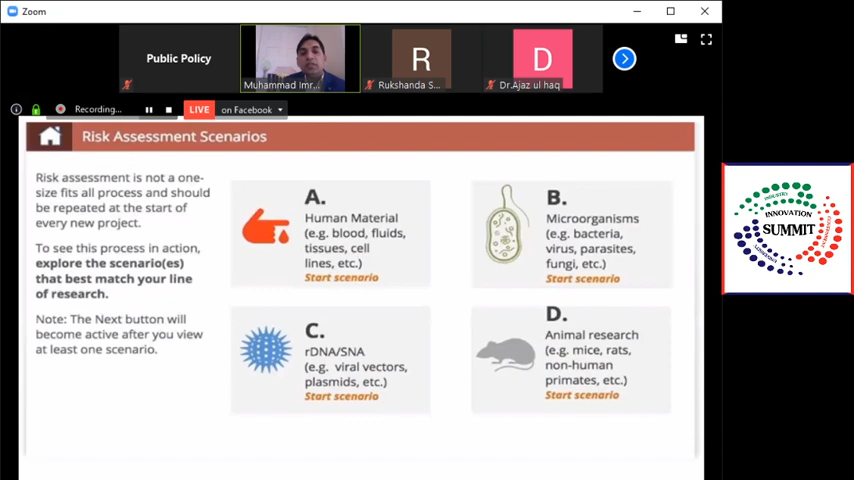 Zoom
Public Policy
R
D
Muhammad Imr...
Rukshanda S...
Dr.Ajaz ul haq
Recording...
LIVE
on Facebook
Risk Assessment Scenarios
Risk assessment is not a one-
size fits all process and should
be repeated at the start of
every new project.
To see this process in action,
explore the scenario(es)
that best match your line
of research.
Note: The Next button will
become active after you view
at least one scenario.
A.
Human Material
(e.g. blood, fluids,
tissues, cell
lines, etc.)
Start scenario
B.
Microorganisms
(e.g. bacteria,
virus, parasites,
fungi, etc.)
Start scenario
C.
rDNA/SNA
(e.g. viral vectors,
plasmids, etc.)
Start scenario
D.
Animal research
(e.g. mice, rats,
non-human
primates, etc.)
Start scenario
INDUSTRY
INNOVATION
SUMMIT
GOVERNMENT
UNIVERSITY